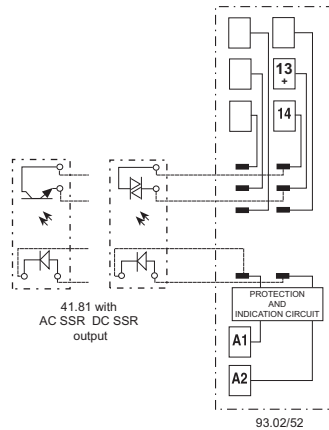 13
+
14
41.81 with
AC SSR DC SSR
output
PROTECTION
AND
INDICATION CIRCUIT
A1
A2
93.02/52